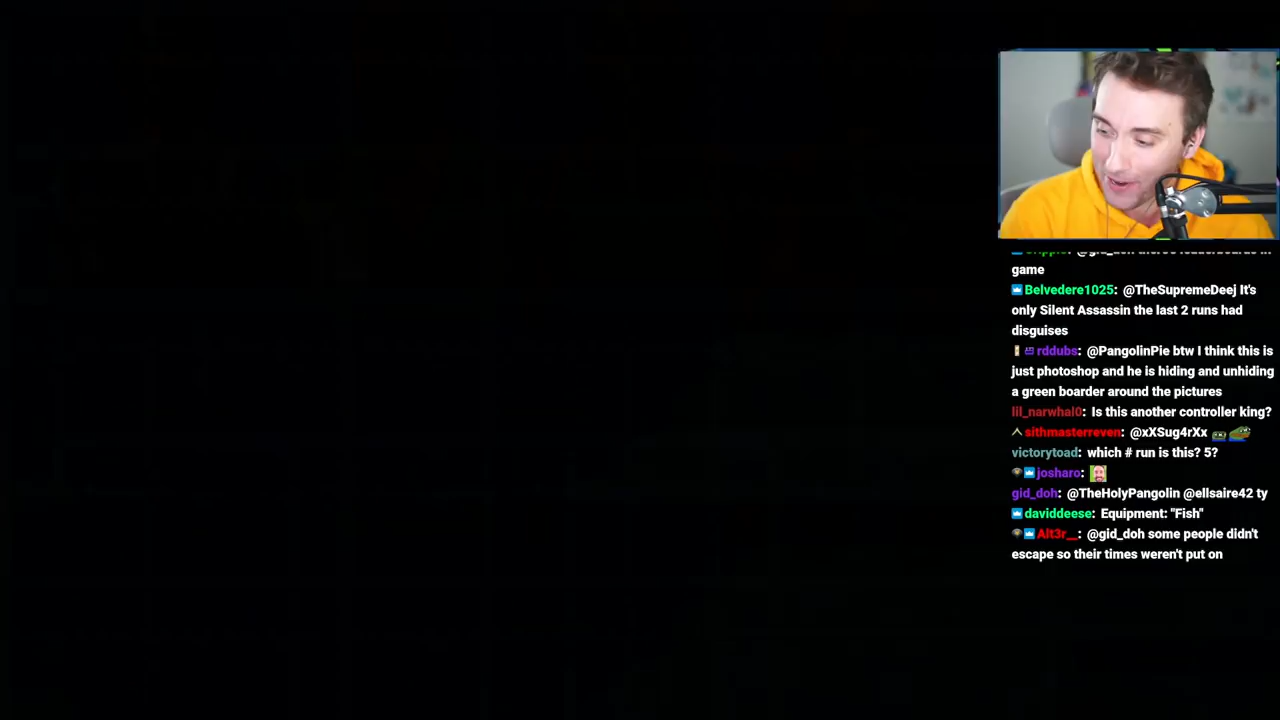 game
Belvedere1025: @TheSupremeDeej It's
only Silent Assassin the last 2 runs had
disguises
rddubs: @PangolinPie btw I think this is
just photoshop and he is hiding and unhiding
a green boarder around the pictures
lil_narwhal0: Is this another controller king?
sithmasterreven: @xXSug4rXx
victorytoad: which # run is this? 5?
josharo:
gid_doh: @TheHolyPangolin @ellsaire42 ty
daviddeese: Equipment: "Fish"
Alt3r__: @gid_doh some people didn't
escape so their times weren't put on